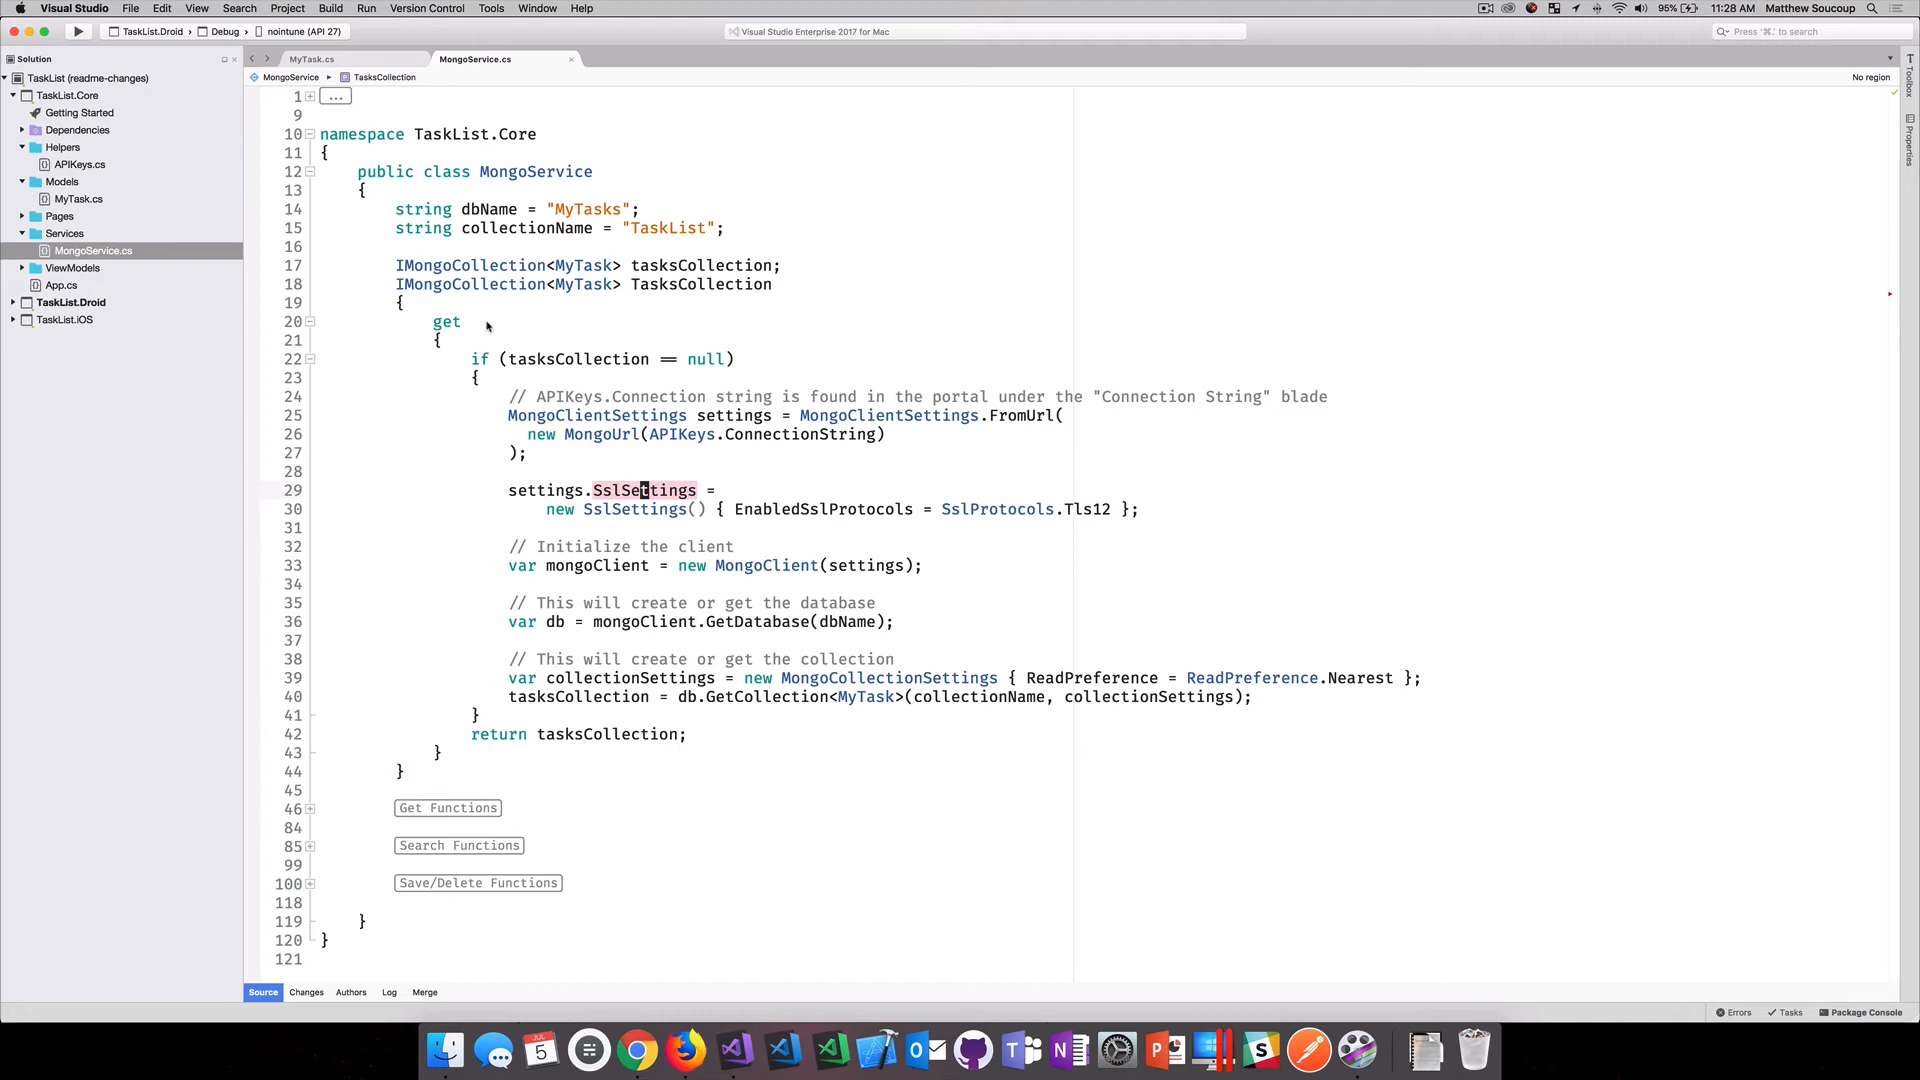 Visual Studio File Edit View Search Project Build Run Version Control Tools Window Help 95% 11:28 AM Matthew Soucoup
TaskList.Droid Debug nointune (API 27) Visual Studio Enterprise 2017 for Mac Press '⌘.' to search
Solution MyTask.cs MongoService.cs
MongoService TasksCollection No region
TaskList (readme-changes)
TaskList.Core
Getting Started
Dependencies
Helpers
APIKeys.cs
Models
MyTask.cs
Pages
Services
MongoService.cs
ViewModels
App.cs
TaskList.Droid
TaskList.iOS
1 ...
9
10 namespace TaskList.Core
11 {
12 public class MongoService
13 {
14 string dbName = "MyTasks";
15 string collectionName = "TaskList";
16
17 IMongoCollection<MyTask> tasksCollection;
18 IMongoCollection<MyTask> TasksCollection
19 {
20 get
21 {
22 if (tasksCollection == null)
23 {
24 // APIKeys.Connection string is found in the portal under the "Connection String" blade
25 MongoClientSettings settings = MongoClientSettings.FromUrl(
26 new MongoUrl(APIKeys.ConnectionString)
27 );
28
29 settings.SslSettings =
30 new SslSettings() { EnabledSslProtocols = SslProtocols.Tls12 };
31
32 // Initialize the client
33 var mongoClient = new MongoClient(settings);
34
35 // This will create or get the database
36 var db = mongoClient.GetDatabase(dbName);
37
38 // This will create or get the collection
39 var collectionSettings = new MongoCollectionSettings { ReadPreference = ReadPreference.Nearest };
40 tasksCollection = db.GetCollection<MyTask>(collectionName, collectionSettings);
41 }
42 return tasksCollection;
43 }
44 }
45
46 Get Functions
84
85 Search Functions
99
100 Save/Delete Functions
118
119 }
120 }
121
Toolbox
Properties
Source Changes Authors Log Merge
Errors Tasks Package Console
JUL
5